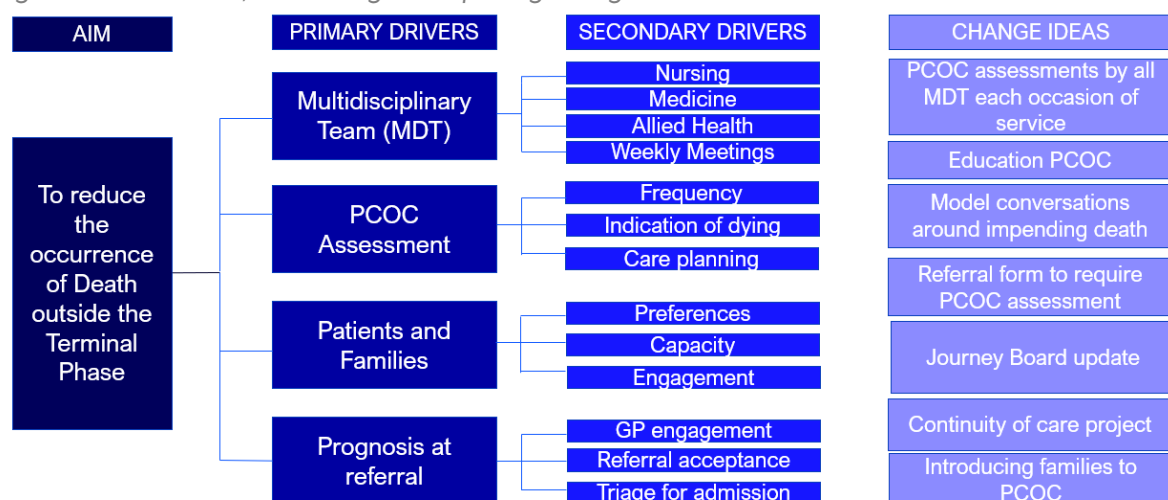 AIM
PRIMARY DRIVERS
SECONDARY DRIVERS
CHANGE IDEAS
To reduce
the
occurrence
of Death
outside the
Terminal
Phase
Multidisciplinary
Team (MDT)
PCOC
Assessment
Patients and
Families
Prognosis at
referral
Nursing
Medicine
Allied Health
Weekly Meetings
Frequency
Indication of dying
Care planning
Preferences
Capacity
Engagement
GP engagement
Referral acceptance
Triage for admission
PCOC assessments by all
MDT each occasion of
service
Education PCOC
Model conversations
around impending death
Referral form to require
PCOC assessment
Journey Board update
Continuity of care project
Introducing families to
PCOC